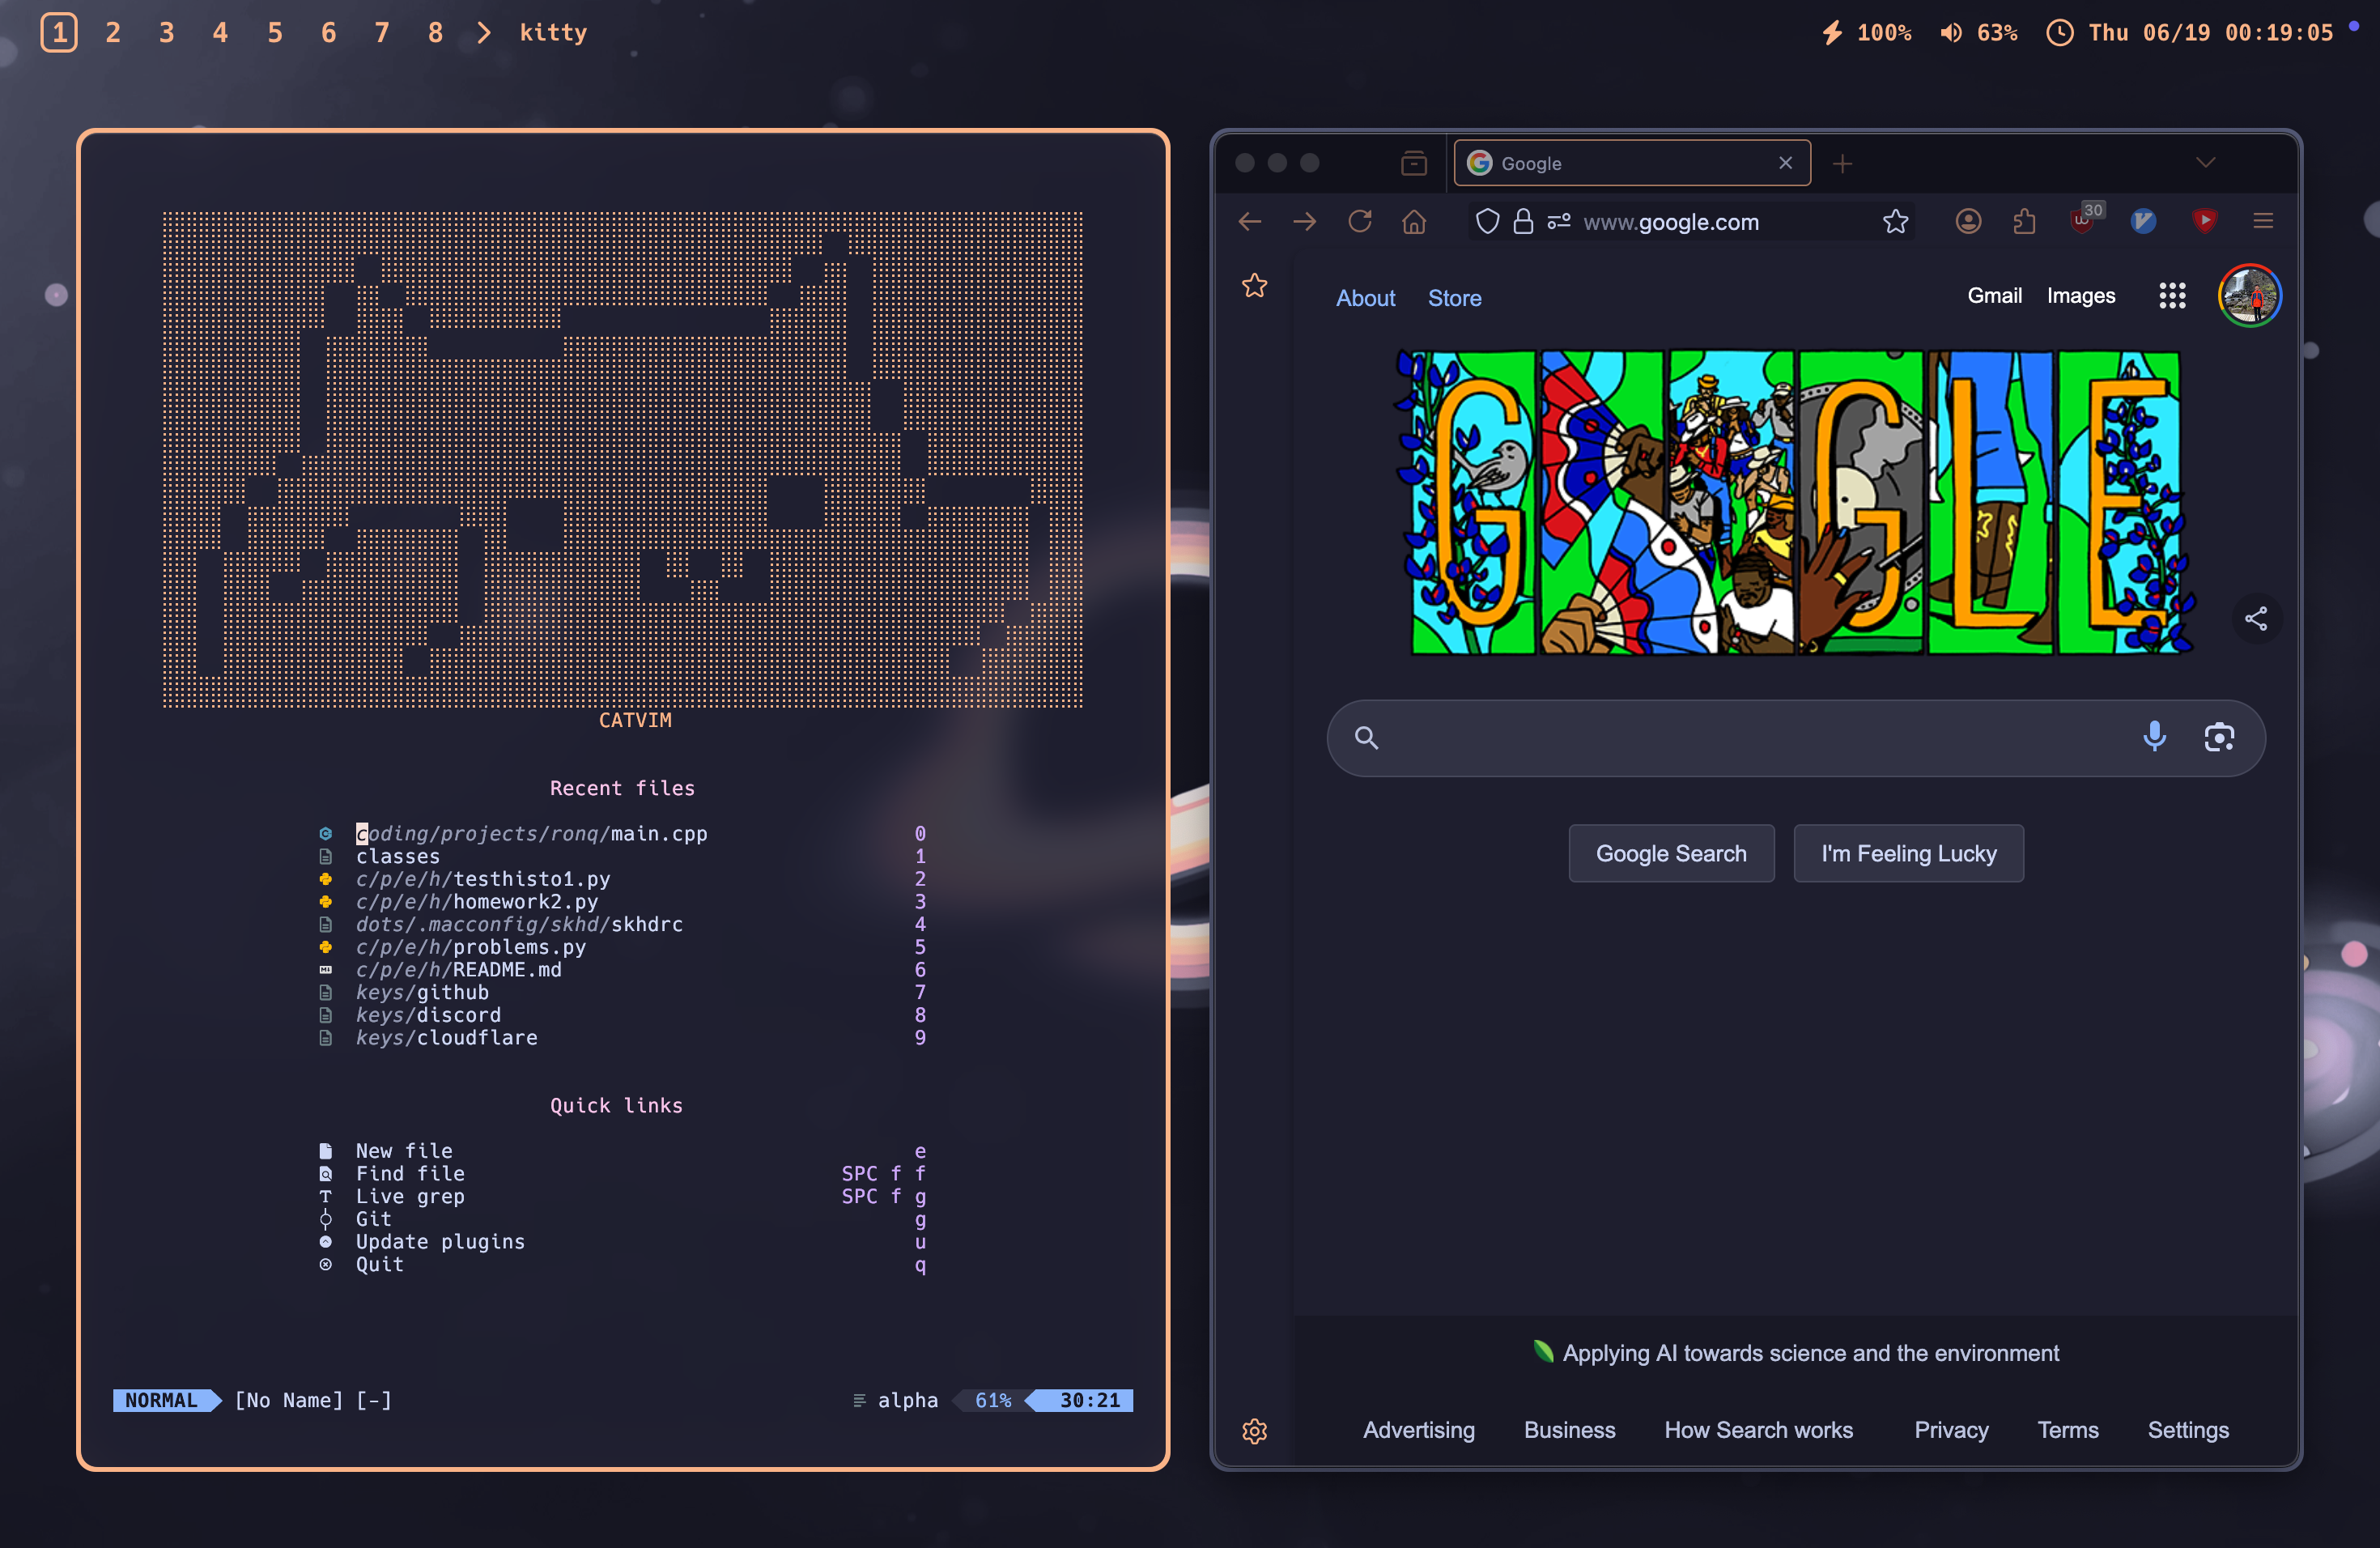 1 2 3 4 5 6 7 8 > kitty
100% 63% Thu 06/19 00:19:05
CATVIM
Recent files
coding/projects/ronq/main.cpp 0
classes 1
c/p/e/h/testhisto1.py 2
c/p/e/h/homework2.py 3
dots/.macconfig/skhd/skhdrc 4
c/p/e/h/problems.py 5
c/p/e/h/README.md 6
keys/github 7
keys/discord 8
keys/cloudflare 9
Quick links
New file e
Find file SPC f f
Live grep SPC f g
Git g
Update plugins u
Quit q
NORMAL [No Name] [-] alpha 61% 30:21
Google
www.google.com
30
About Store Gmail Images
G GLE
Google Search I'm Feeling Lucky
Applying AI towards science and the environment
Advertising Business How Search works Privacy Terms Settings